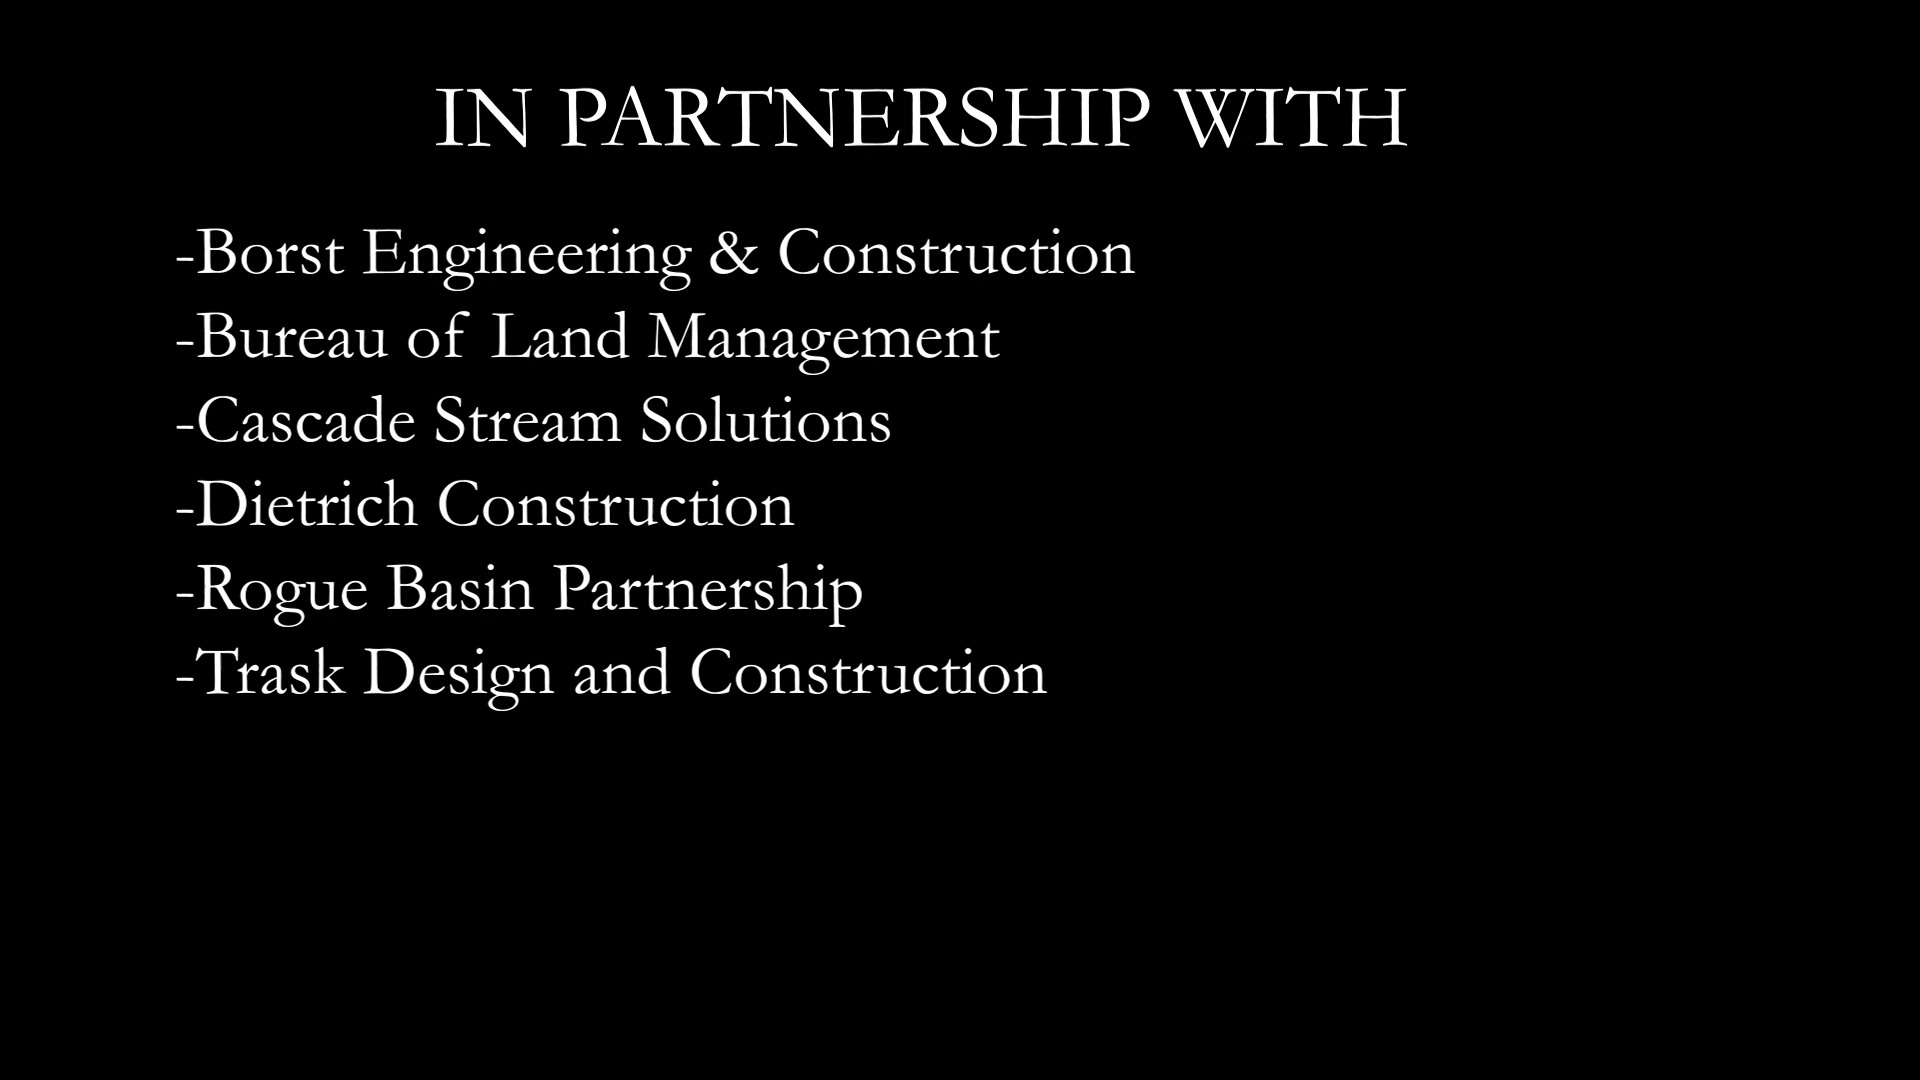 IN PARTNERSHIP WITH
-Borst Engineering & Construction
-Bureau of Land Management
-Cascade Stream Solutions
-Dietrich Construction
-Rogue Basin Partnership
-Trask Design and Construction